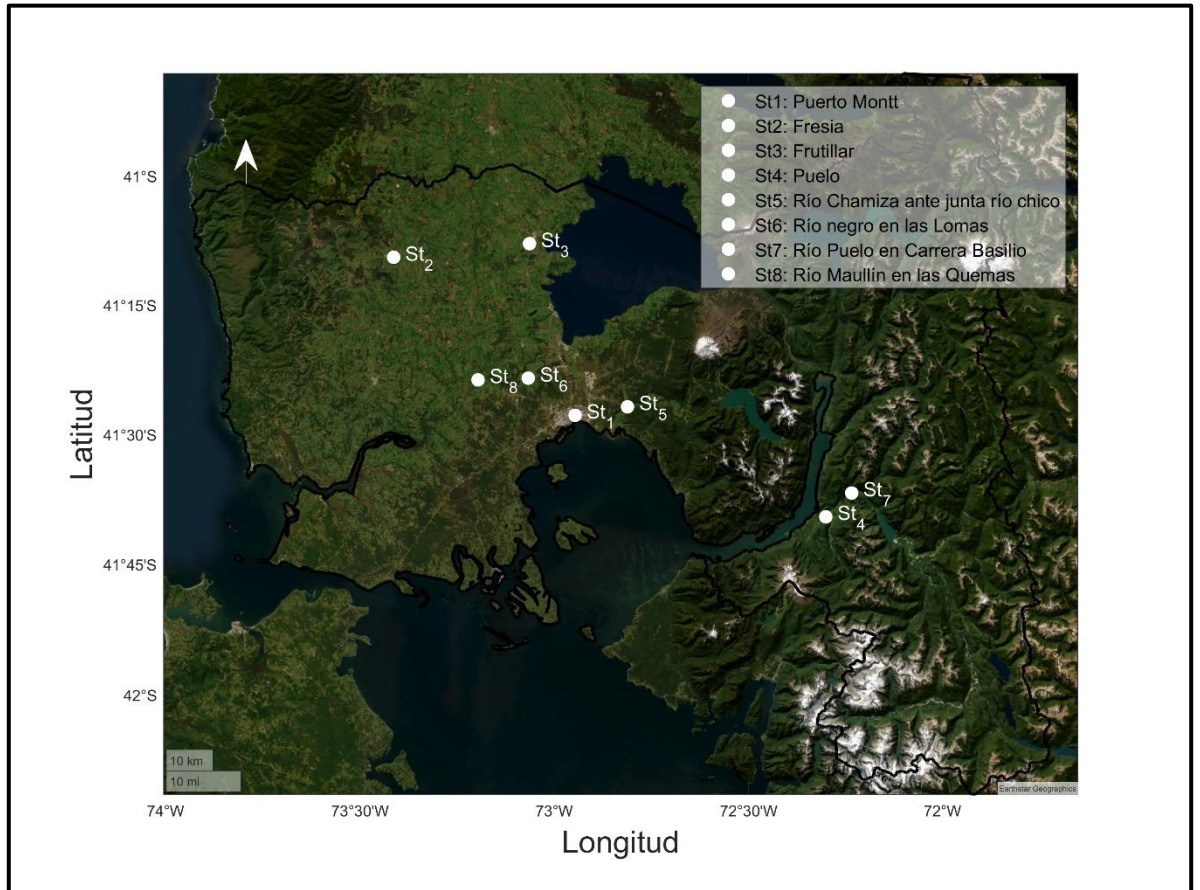 St1: Puerto Montt
St2: Fresia
St3: Frutillar
St4: Puelo
St5: Río Chamiza ante junta río chico
St6: Río negro en las Lomas
St7: Río Puelo en Carrera Basilio
St8: Río Maullín en las Quemas
41°S
41°15'S
41°30'S
41°45'S
42°S
Latitud
St3
St2
St8
St6
St1
St5
St7
St4
10 km
10 mi
Earthstar Geographics
74°W
73°30'W
73°W
72°30'W
72°W
Longitud